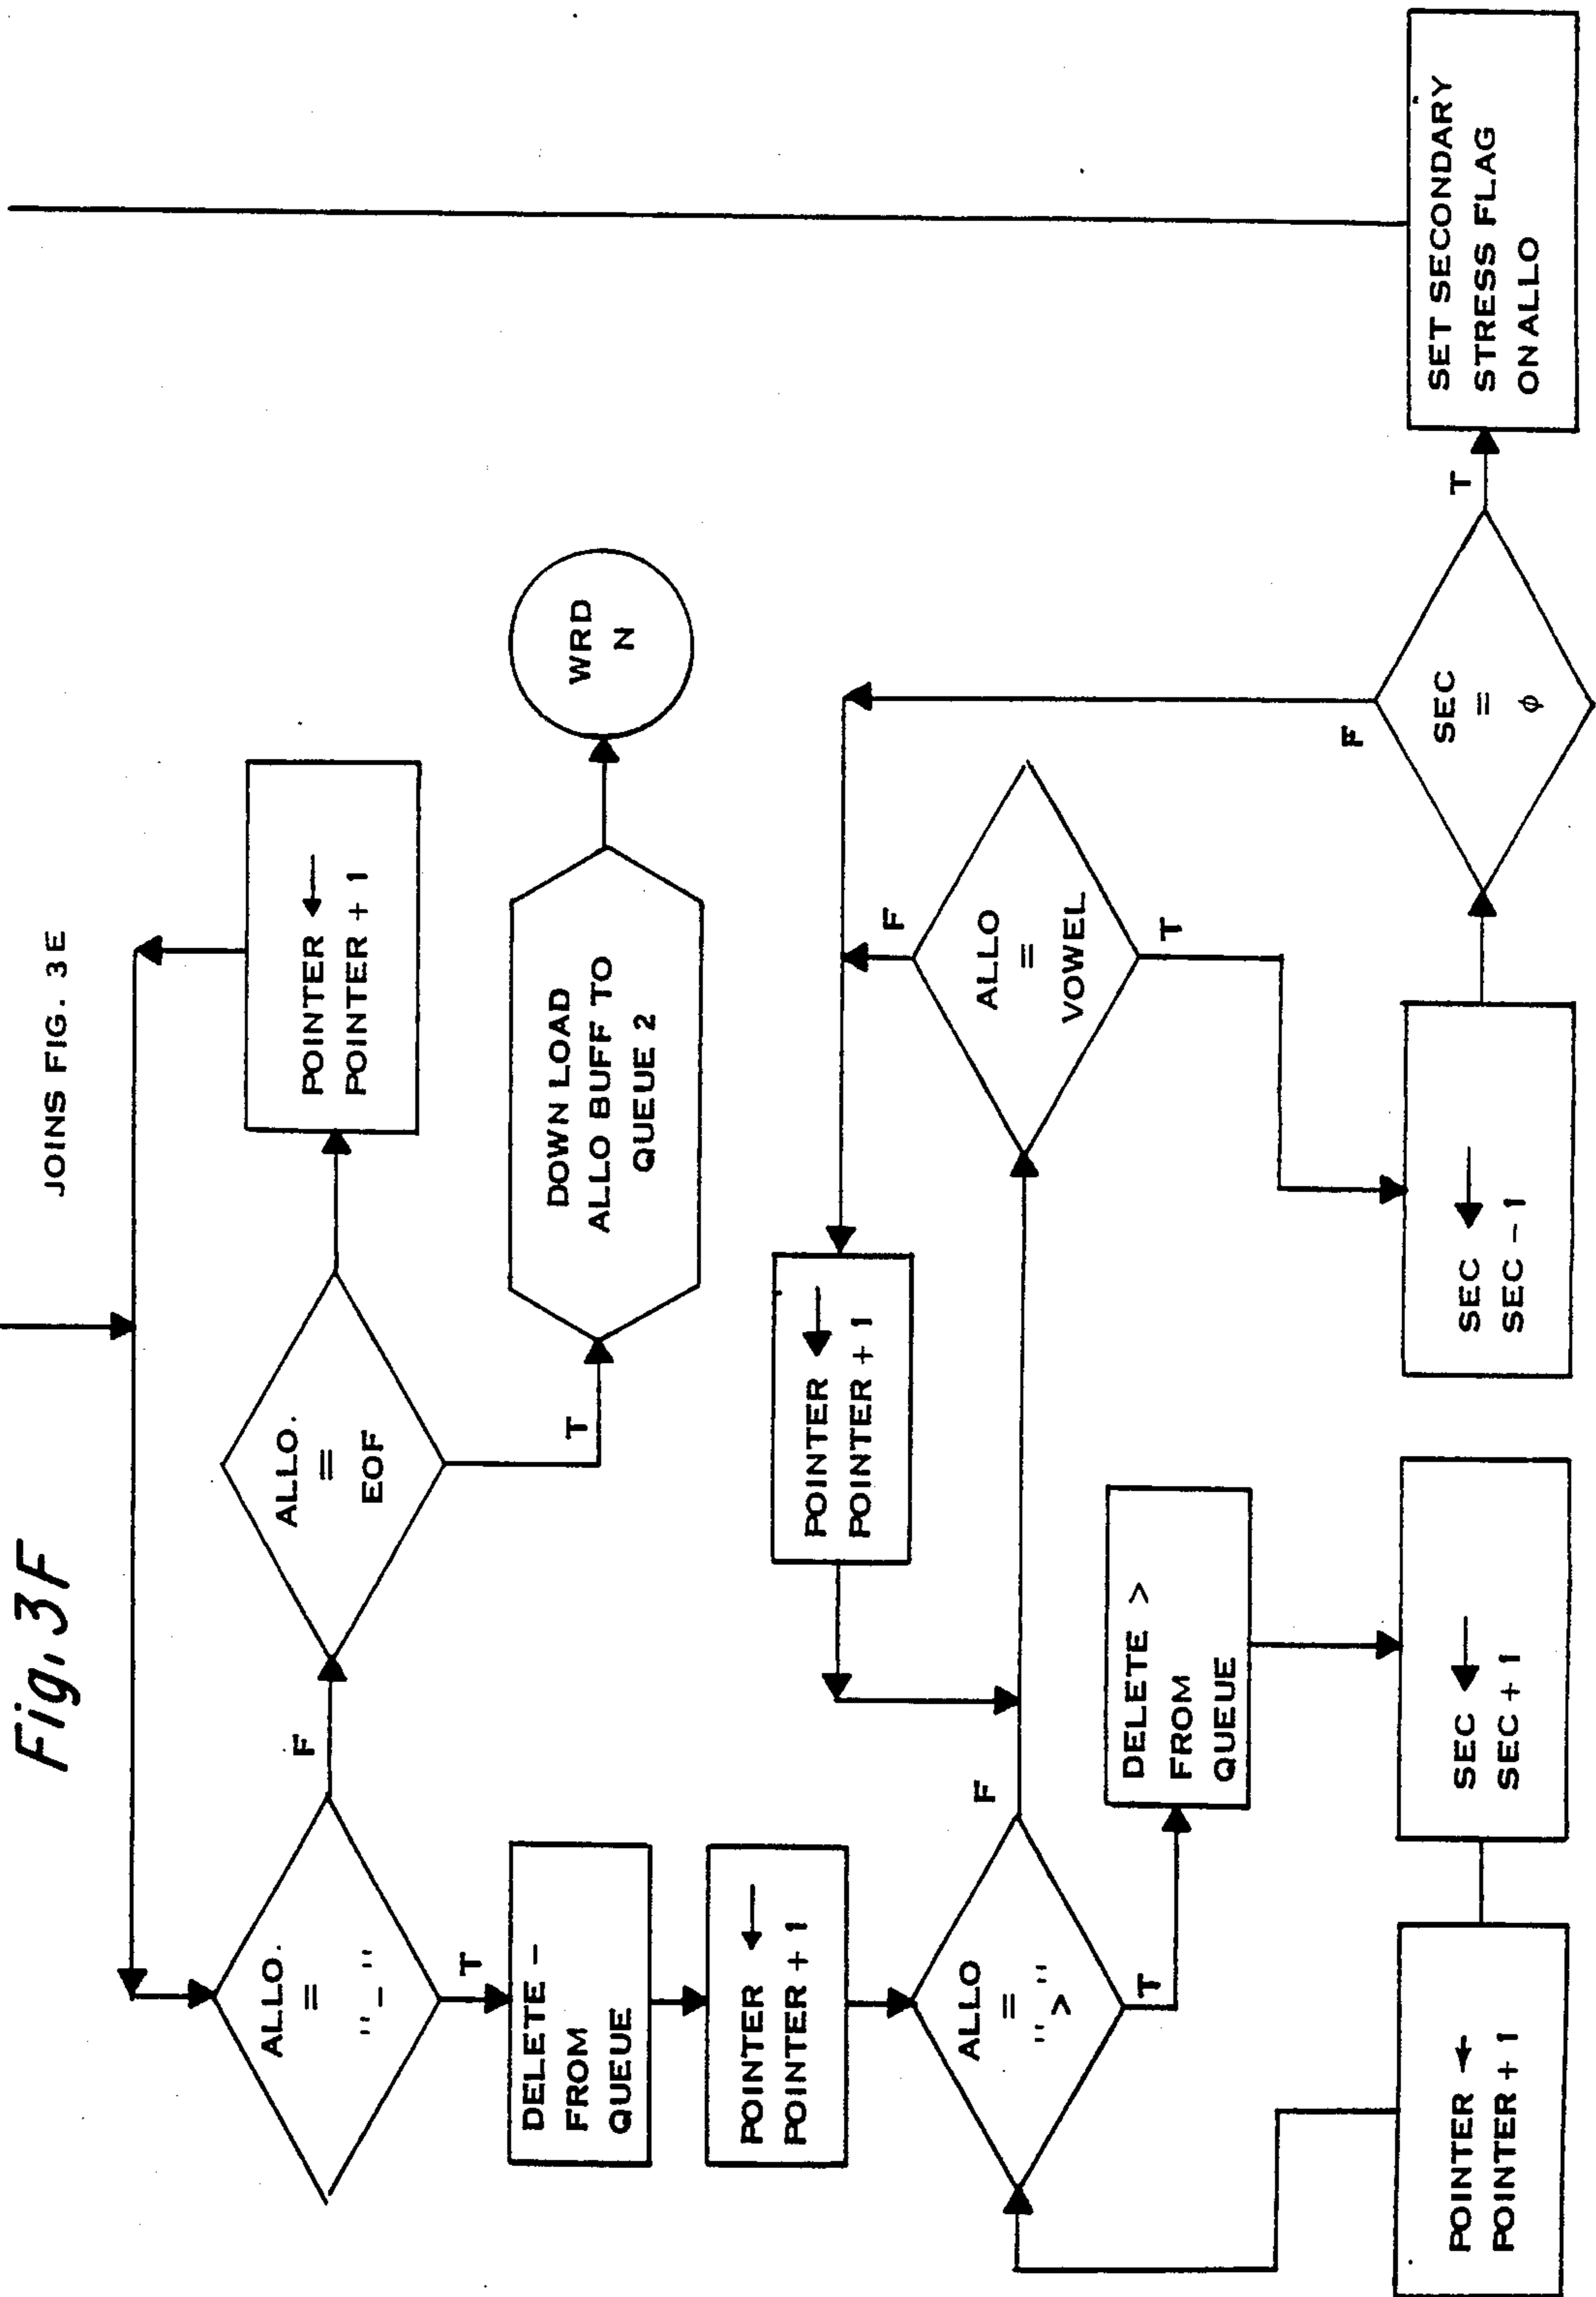 Fig. 3F
JOINS FIG. 3E
ALLO.
=
"_"
F
T
ALLO.
=
EOF
T
POINTER ←
POINTER + 1
DOWN LOAD
ALLO BUFF TO
QUEUE 2
WRD
N
DELETE -
FROM
QUEUE
POINTER ←
POINTER + 1
ALLO
=
">"
F
T
DELETE >
FROM
QUEUE
SEC ←
SEC + 1
POINTER ←
POINTER + 1
POINTER ←
POINTER + 1
ALLO
=
VOWEL
F
T
SEC ←
SEC - 1
SEC
=
φ
F
T
SET SECONDARY
STRESS FLAG
ON ALLO